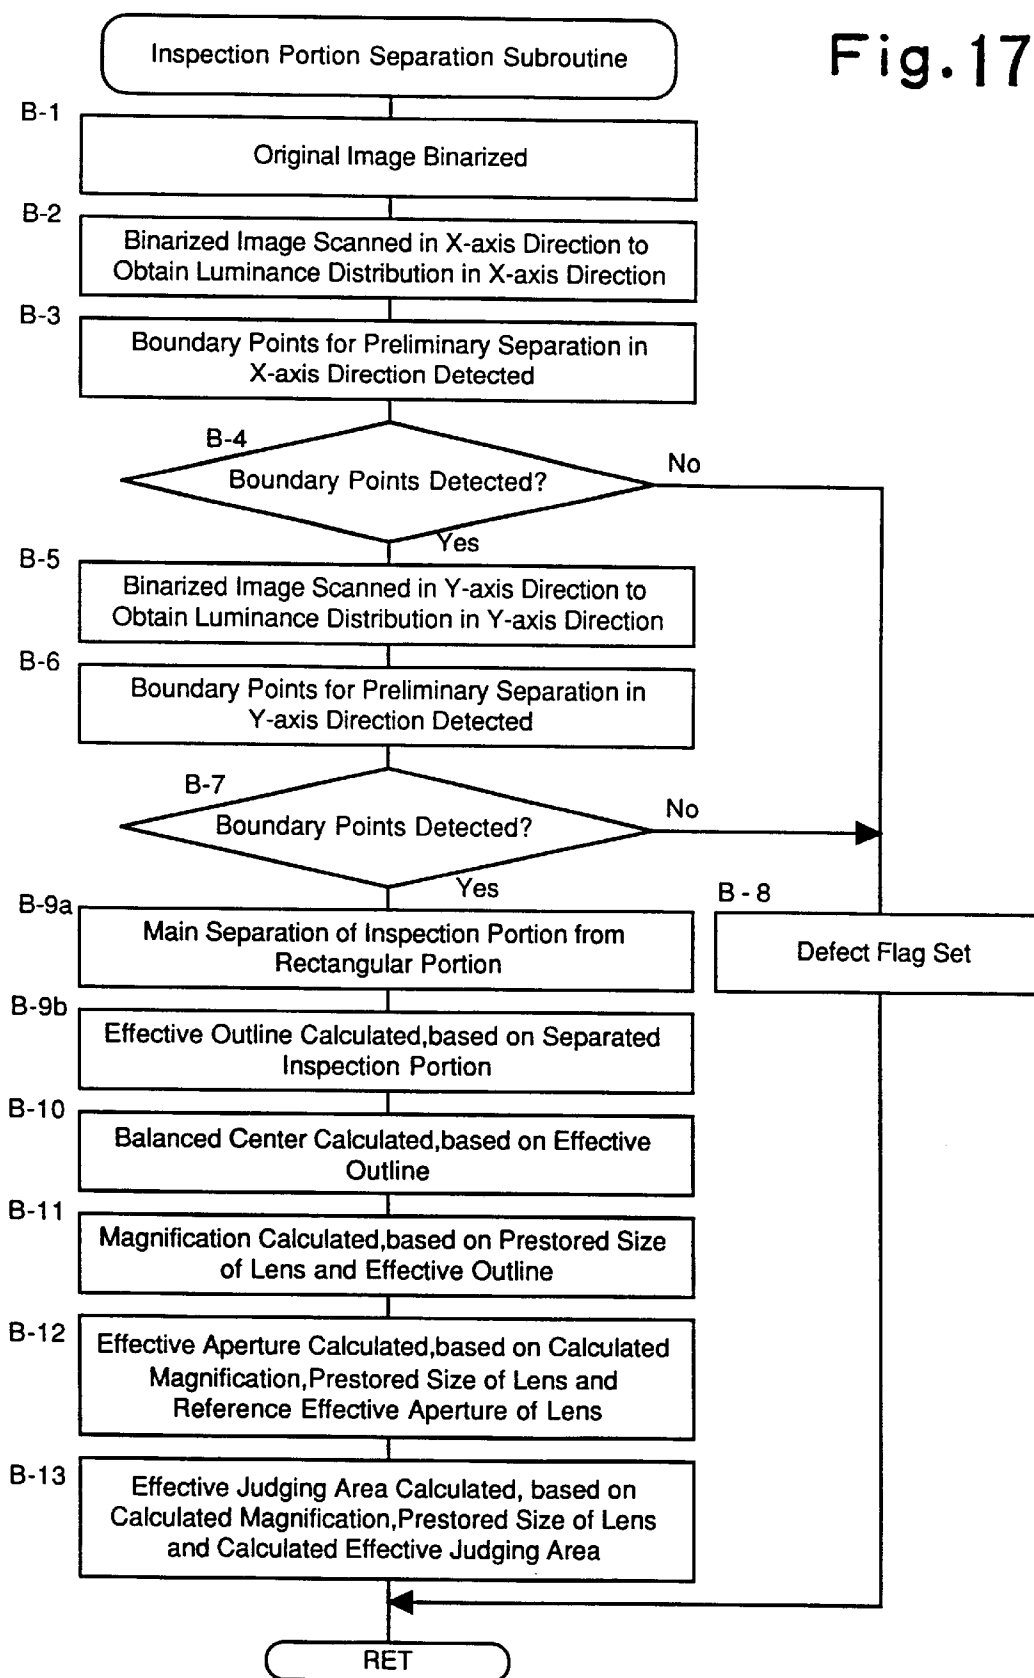 Fig.17
Inspection Portion Separation Subroutine
B-1
Original Image Binarized
B-2
Binarized Image Scanned in X-axis Direction to
Obtain Luminance Distribution in X-axis Direction
B-3
Boundary Points for Preliminary Separation in
X-axis Direction Detected
B-4
Boundary Points Detected?
No
Yes
B-5
Binarized Image Scanned in Y-axis Direction to
Obtain Luminance Distribution in Y-axis Direction
B-6
Boundary Points for Preliminary Separation in
Y-axis Direction Detected
B-7
Boundary Points Detected?
No
Yes
B-8
Defect Flag Set
B-9a
Main Separation of Inspection Portion from
Rectangular Portion
B-9b
Effective Outline Calculated,based on Separated
Inspection Portion
B-10
Balanced Center Calculated,based on Effective
Outline
B-11
Magnification Calculated,based on Prestored Size
of Lens and Effective Outline
B-12
Effective Aperture Calculated,based on Calculated
Magnification,Prestored Size of Lens and
Reference Effective Aperture of Lens
B-13
Effective Judging Area Calculated, based on
Calculated Magnification,Prestored Size of Lens
and Calculated Effective Judging Area
RET